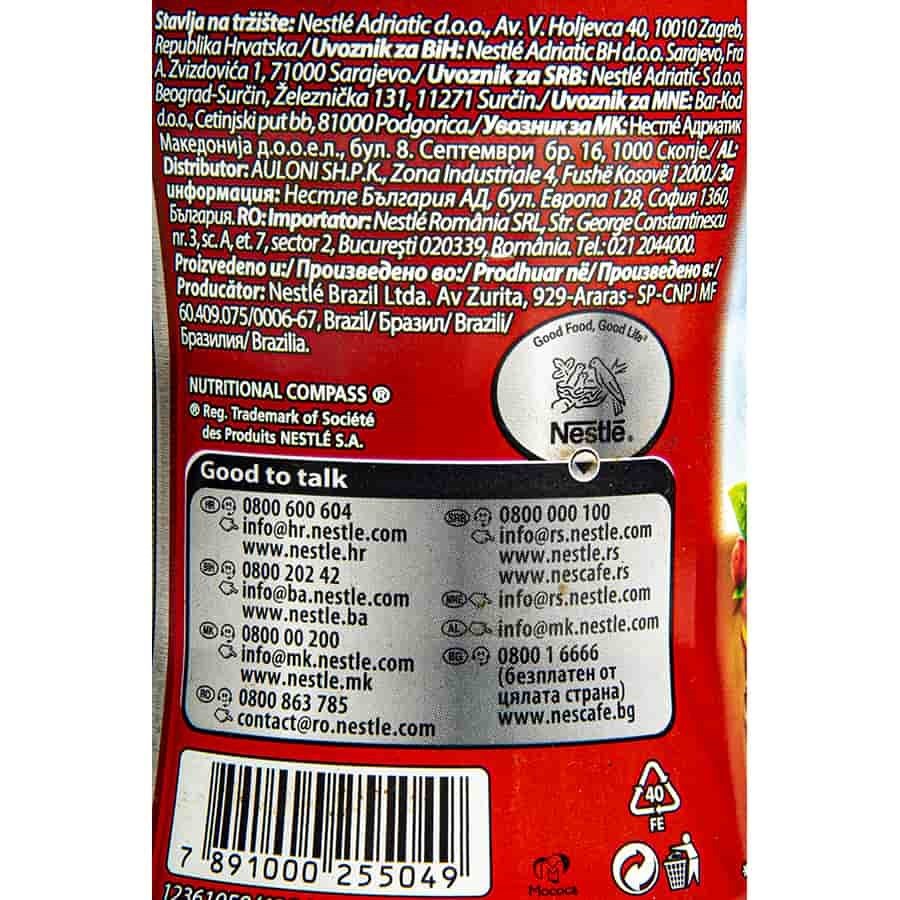 Stavlja na tržište: Nestlé Adriatic d.o.o., Av. V. Holjevca 40, 10010 Zagreb,
Republika Hrvatska./ Uvoznik za BiH: Nestlé Adriatic BH d.o.o. Sarajevo, Fra
A. Zvizdovića 1, 71000 Sarajevo./ Uvoznik za SRB: Nestlé Adriatic S d.o.o.
Beograd-Surčin, Železnička 131, 11271 Surčin./ Uvoznik za MNE: Bar-Kod
d.o.o., Cetinjski put bb, 81000 Podgorica./ Увозник за МК: Нестле Адриатик
Македонија д.о.о.е.л., бул. 8. Септември бр. 16, 1000 Скопје/ AL:
Distributor: AULONI SH.P.K., Zona Industriale 4, Fushë Kosovë 12000./ За
информация: Нестле България АД, бул. Европа 128, София 1360,
България. RO: Importator: Nestlé România SRL, Str. George Constantinescu
nr. 3, sc. A, et. 7, sector 2, Bucureşti 020339, România. Tel.: 021 2044000.
Proizvedeno u:/ Произведено во:/ Prodhuar në/ Произведено в:/
Producător: Nestlé Brazil Ltda. Av Zurita, 929-Araras- SP-CNPJ MF
60.409.075/0006-67, Brazil/ Бразил/ Brazili/
Бразилия/ Brazilia.
Good Food, Good Life
Nestlé®
NUTRITIONAL COMPASS ®
® Reg. Trademark of Société
des Produits NESTLÉ S.A.
Good to talk
HR 0800 600 604
info@hr.nestle.com
www.nestle.hr
BIH 0800 202 42
info@ba.nestle.com
www.nestle.ba
MK 0800 00 200
info@mk.nestle.com
www.nestle.mk
RO 0800 863 785
contact@ro.nestle.com
SRB 0800 000 100
info@rs.nestle.com
www.nestle.rs
www.nescafe.rs
MNE info@rs.nestle.com
AL info@mk.nestle.com
BG 0800 1 6666
(безплатен от
цялата страна)
www.nescafe.bg
7 891000 255049
40
FE
Mococa